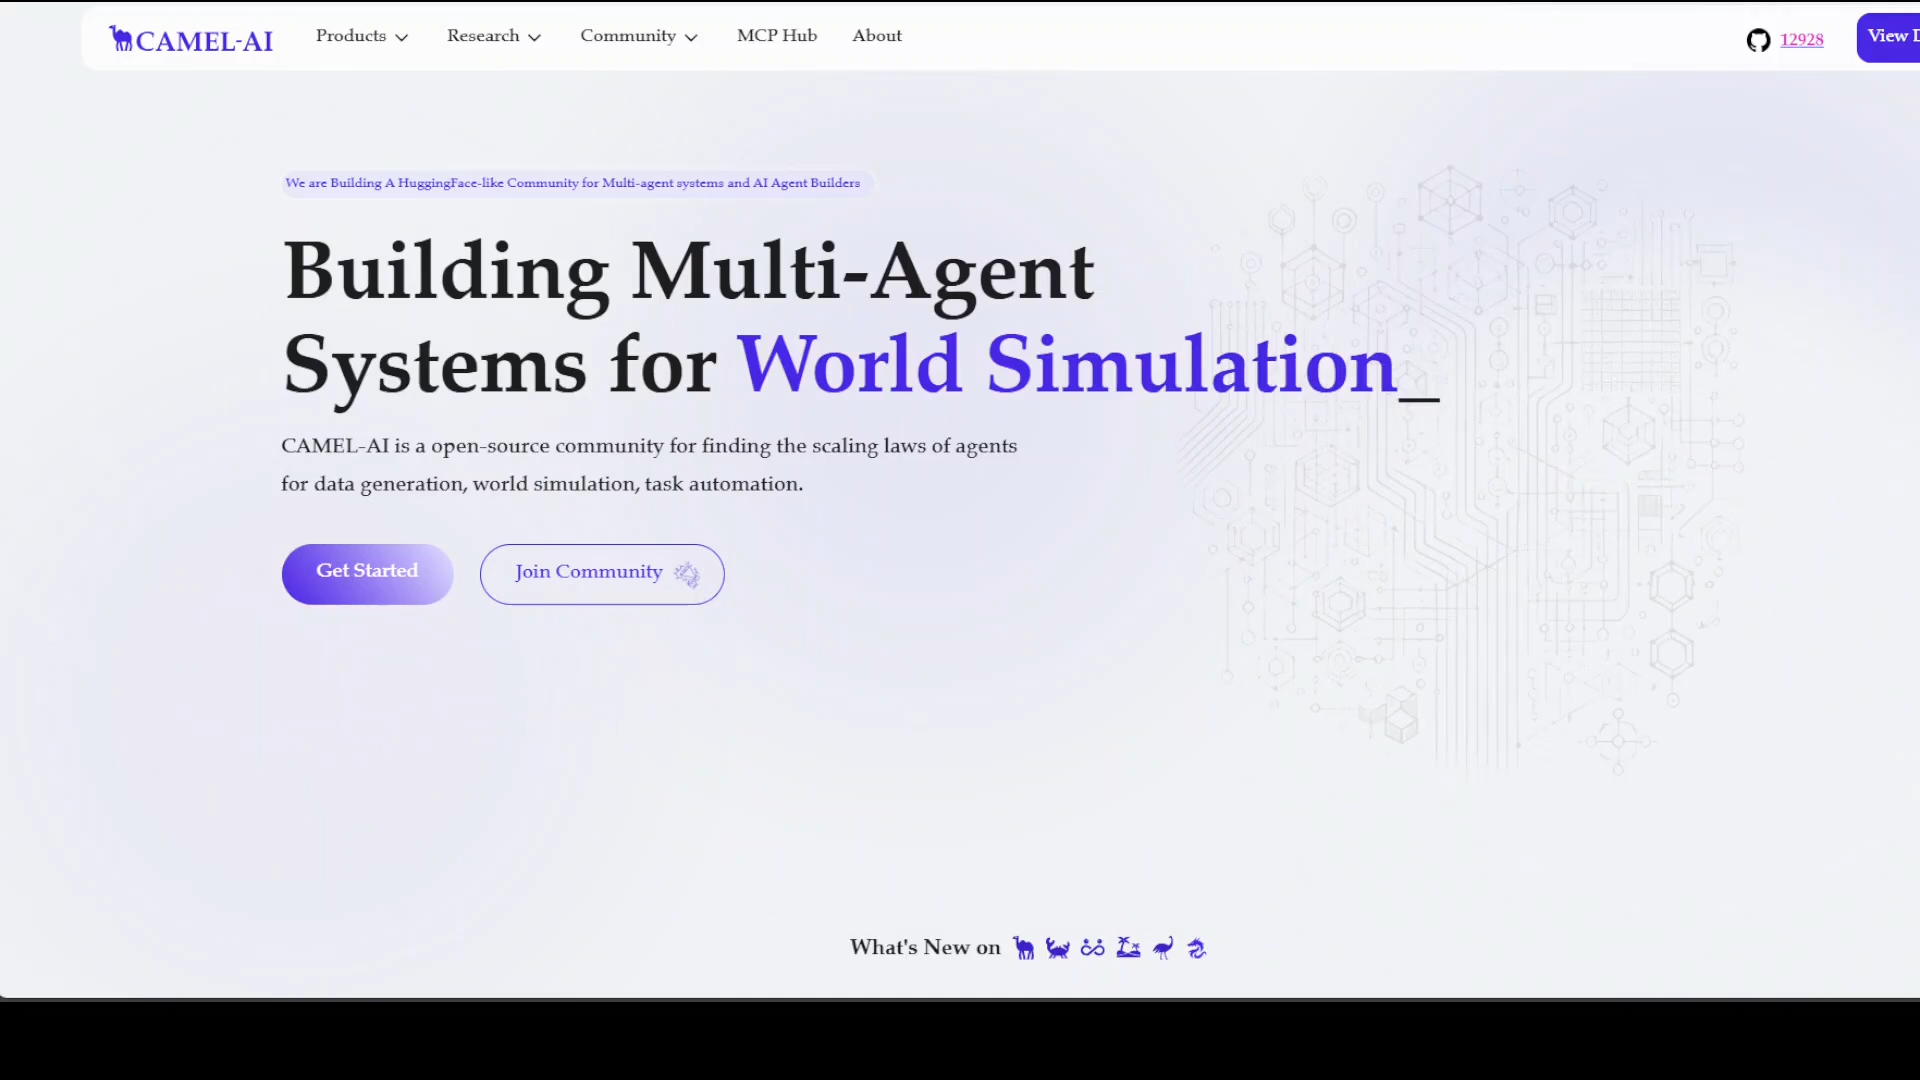 CAMEL-AI
Products
Research
Community
MCP Hub
About
12928
View
We are Building A HuggingFace-like Community for Multi-agent systems and AI Agent Builders
Building Multi-Agent
Systems for World Simulation_
CAMEL-AI is a open-source community for finding the scaling laws of agents
for data generation, world simulation, task automation.
Get Started
Join Community
What's New on